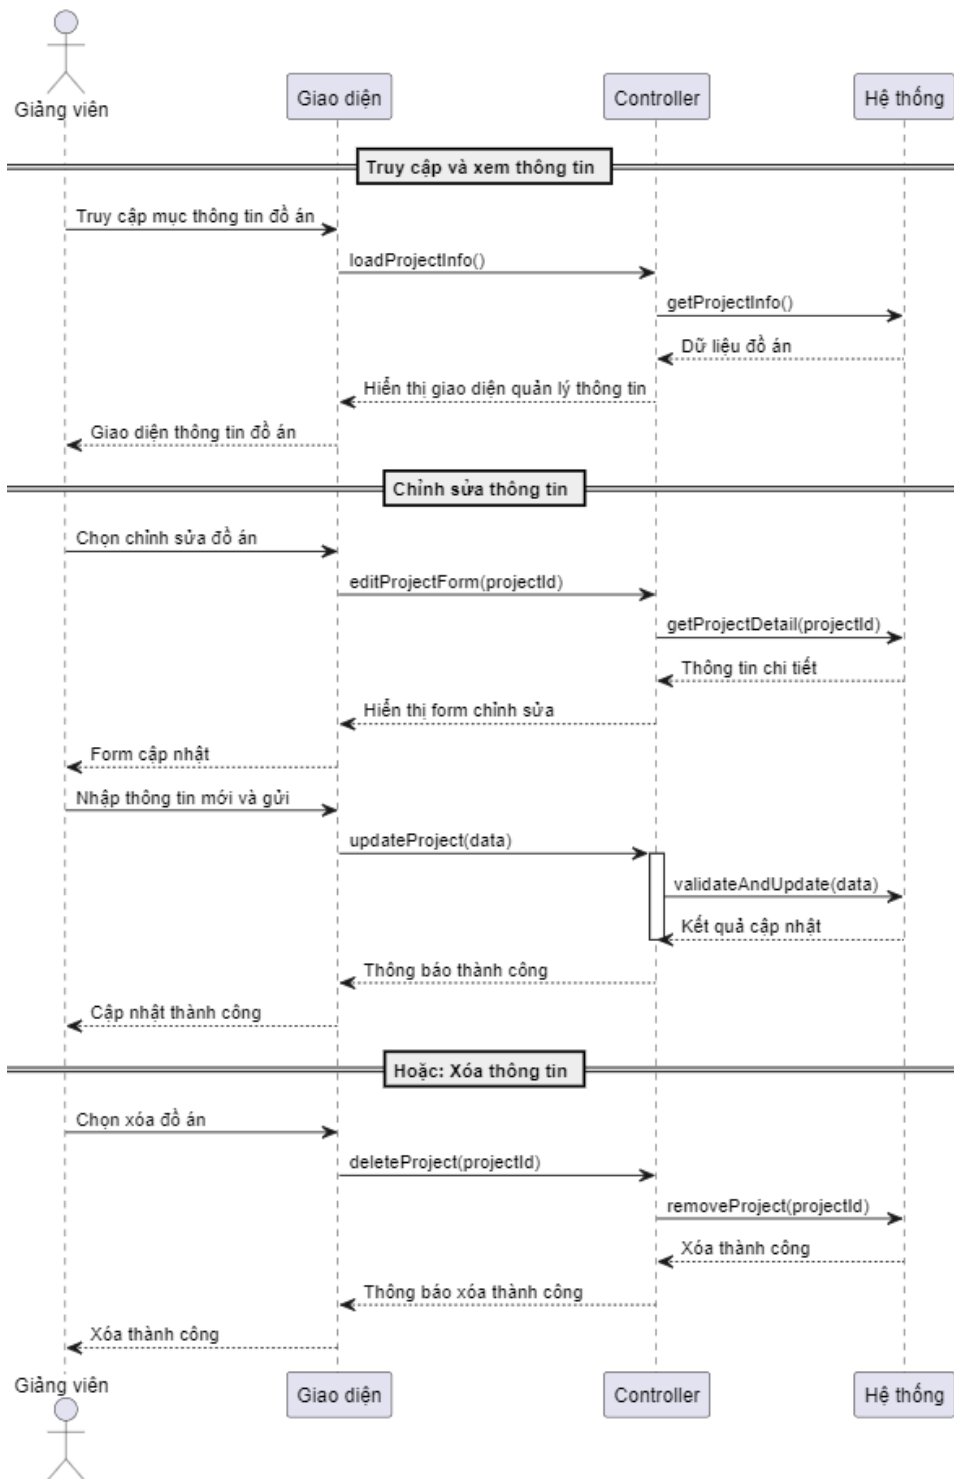 Giảng viên
Giao diện
Controller
Hệ thống
Truy cập và xem thông tin
Truy cập mục thông tin đồ án
loadProjectInfo()
getProjectInfo()
Dữ liệu đồ án
Hiển thị giao diện quản lý thông tin
Giao diện thông tin đồ án
Chỉnh sửa thông tin
Chọn chỉnh sửa đồ án
editProjectForm(projectId)
getProjectDetail(projectId)
Thông tin chi tiết
Hiển thị form chỉnh sửa
Form cập nhật
Nhập thông tin mới và gửi
updateProject(data)
validateAndUpdate(data)
Kết quả cập nhật
Thông báo thành công
Cập nhật thành công
Hoặc: Xóa thông tin
Chọn xóa đồ án
deleteProject(projectId)
removeProject(projectId)
Xóa thành công
Thông báo xóa thành công
Xóa thành công
Giảng viên
Giao diện
Controller
Hệ thống